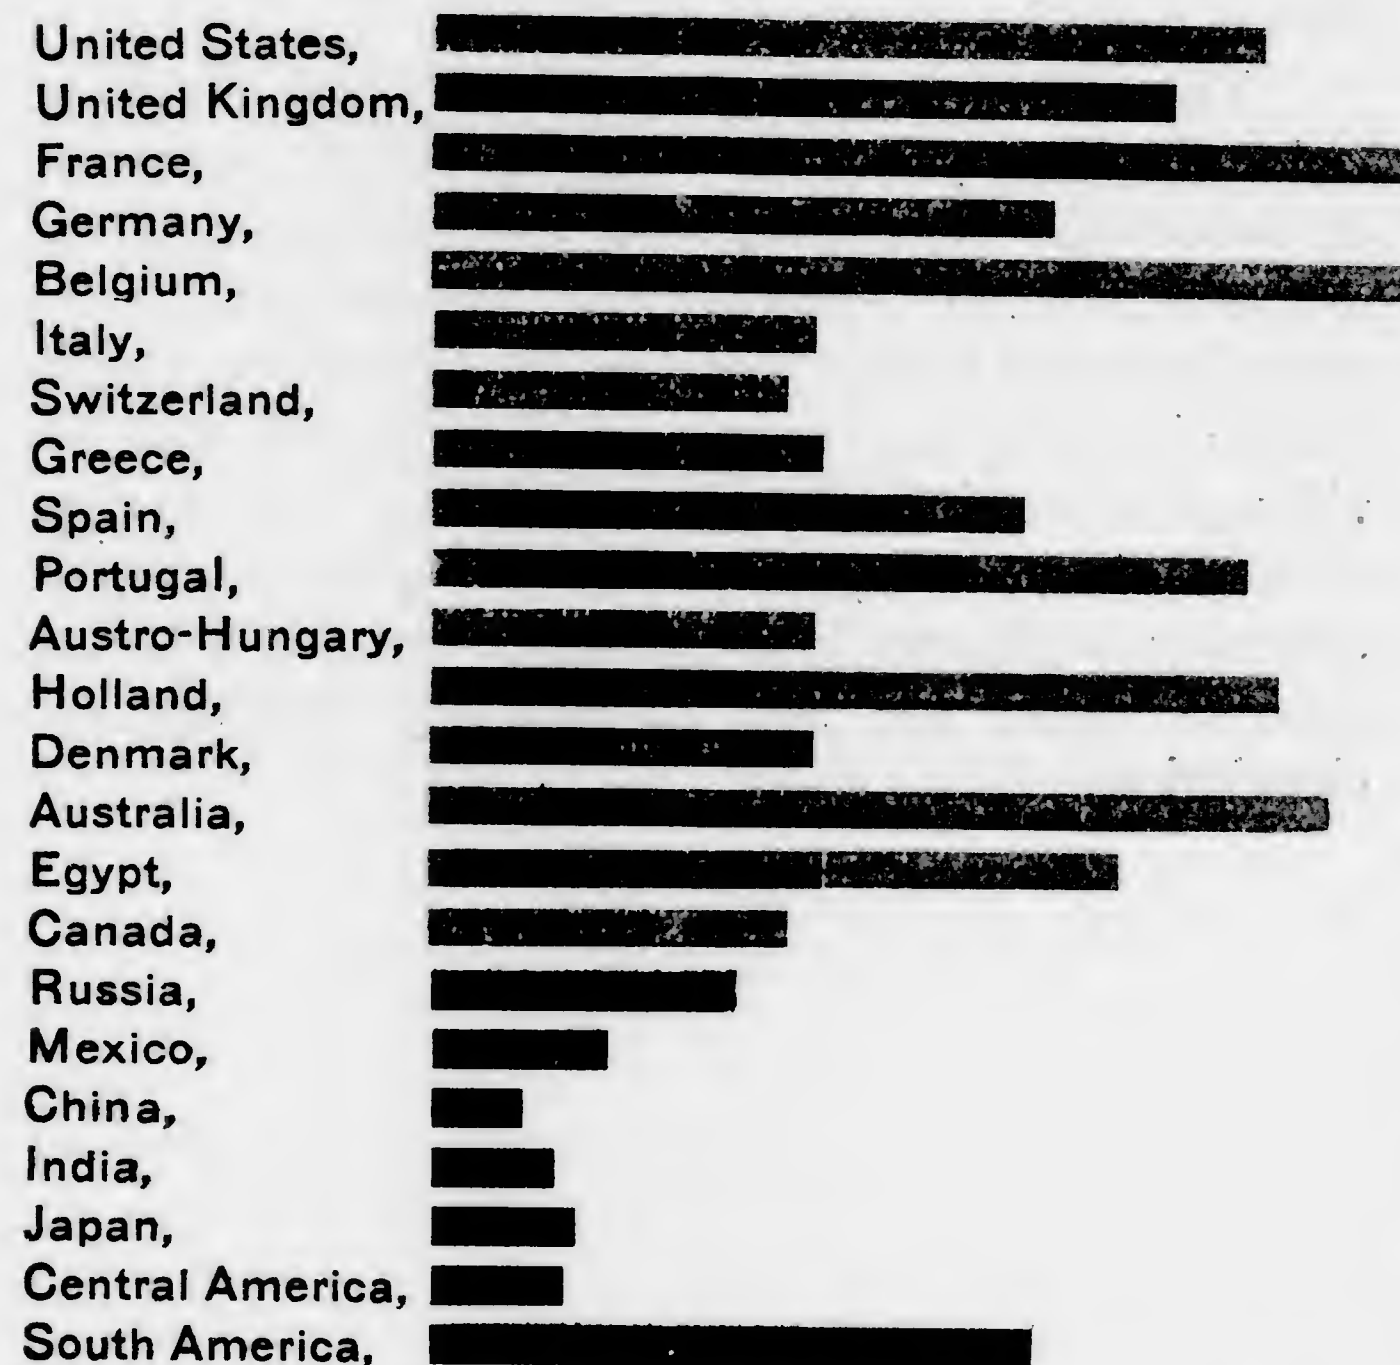 United States,
United Kingdom,
France,
Germany,
Belgium,
Italy,
Switzerland,
Greece,
Spain,
Portugal,
Austro-Hungary,
Holland,
Denmark,
Australia,
Egypt,
Canada,
Russia,
Mexico,
China,
India,
Japan,
Central America,
South America,